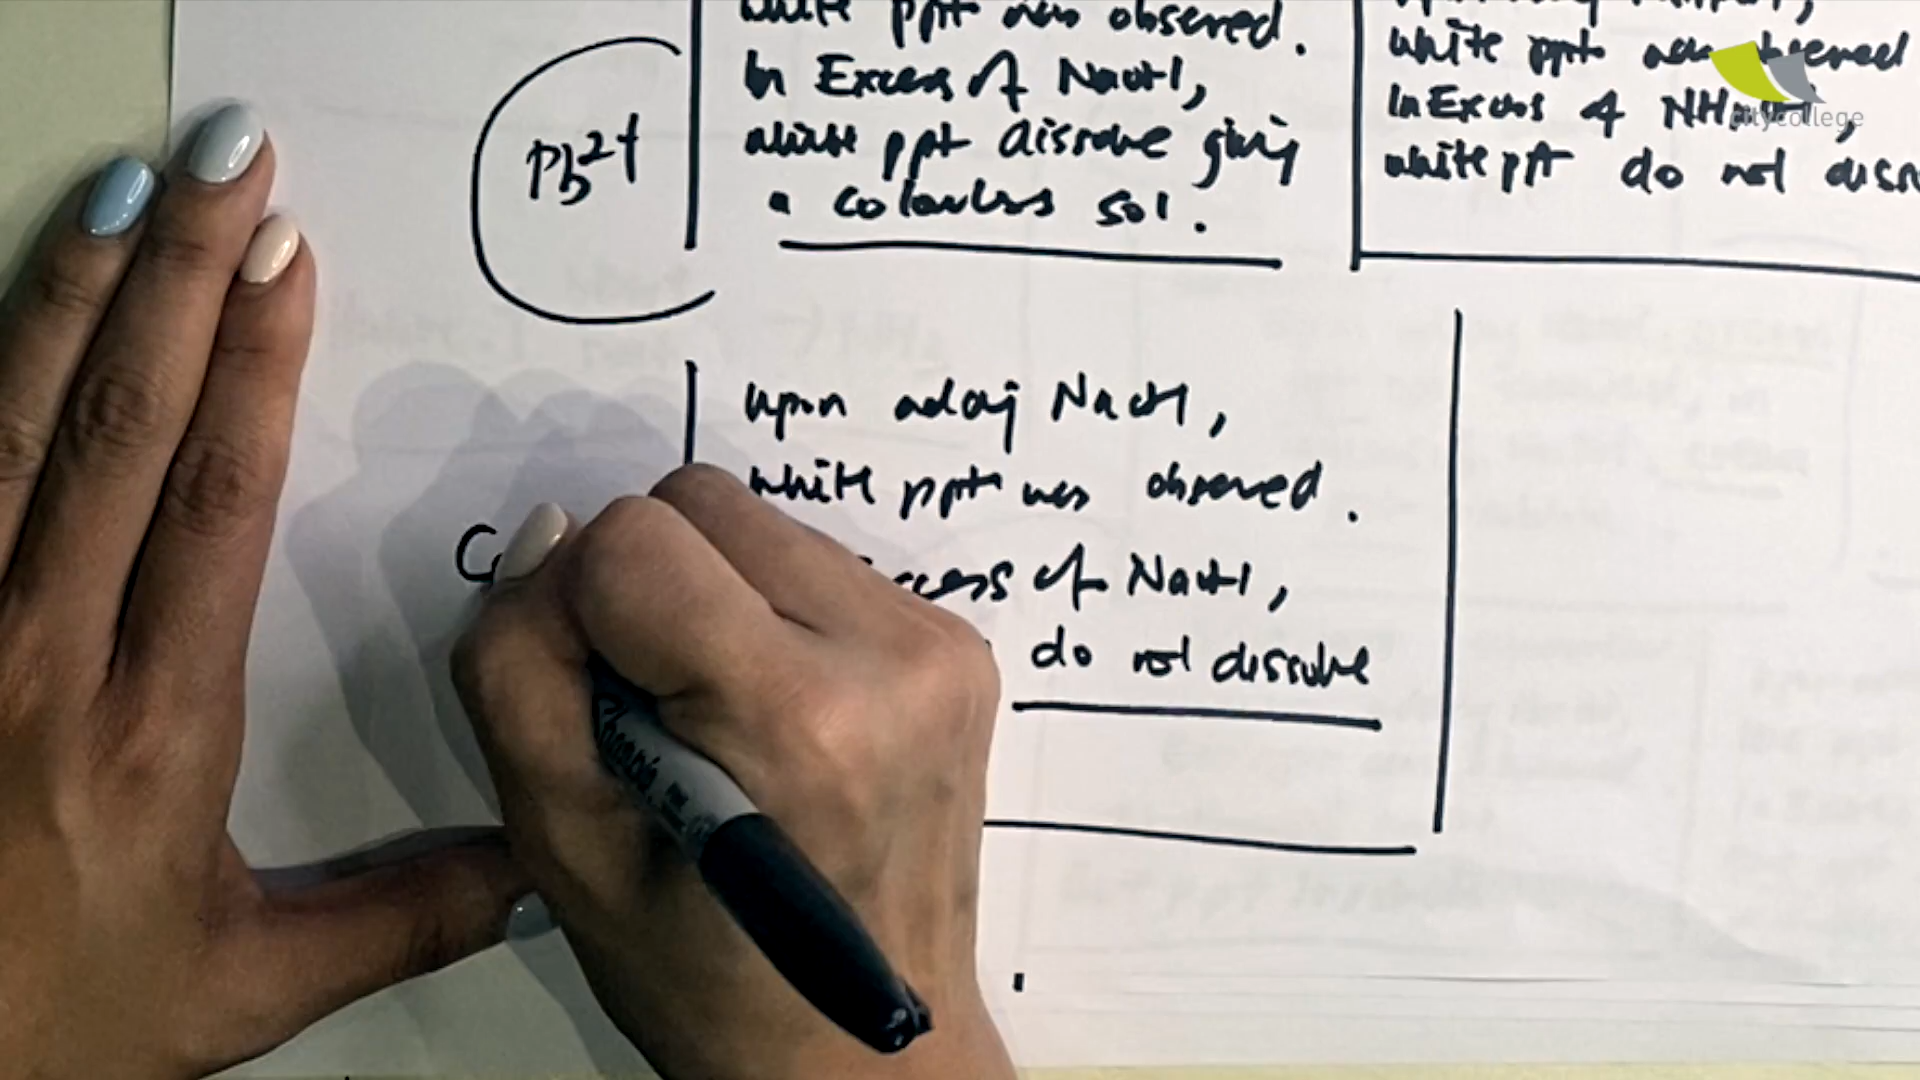 white ppt was observed.
In Excess of NaOH,
white ppt dissolve giving
a colourless sol.
Pb2+
white ppt was observed
In Excess of NH4OH,
white ppt do not
citycollege
upon adding NaOH,
white ppt was observed.
of NaOH,
do not dissolve
Sharpie